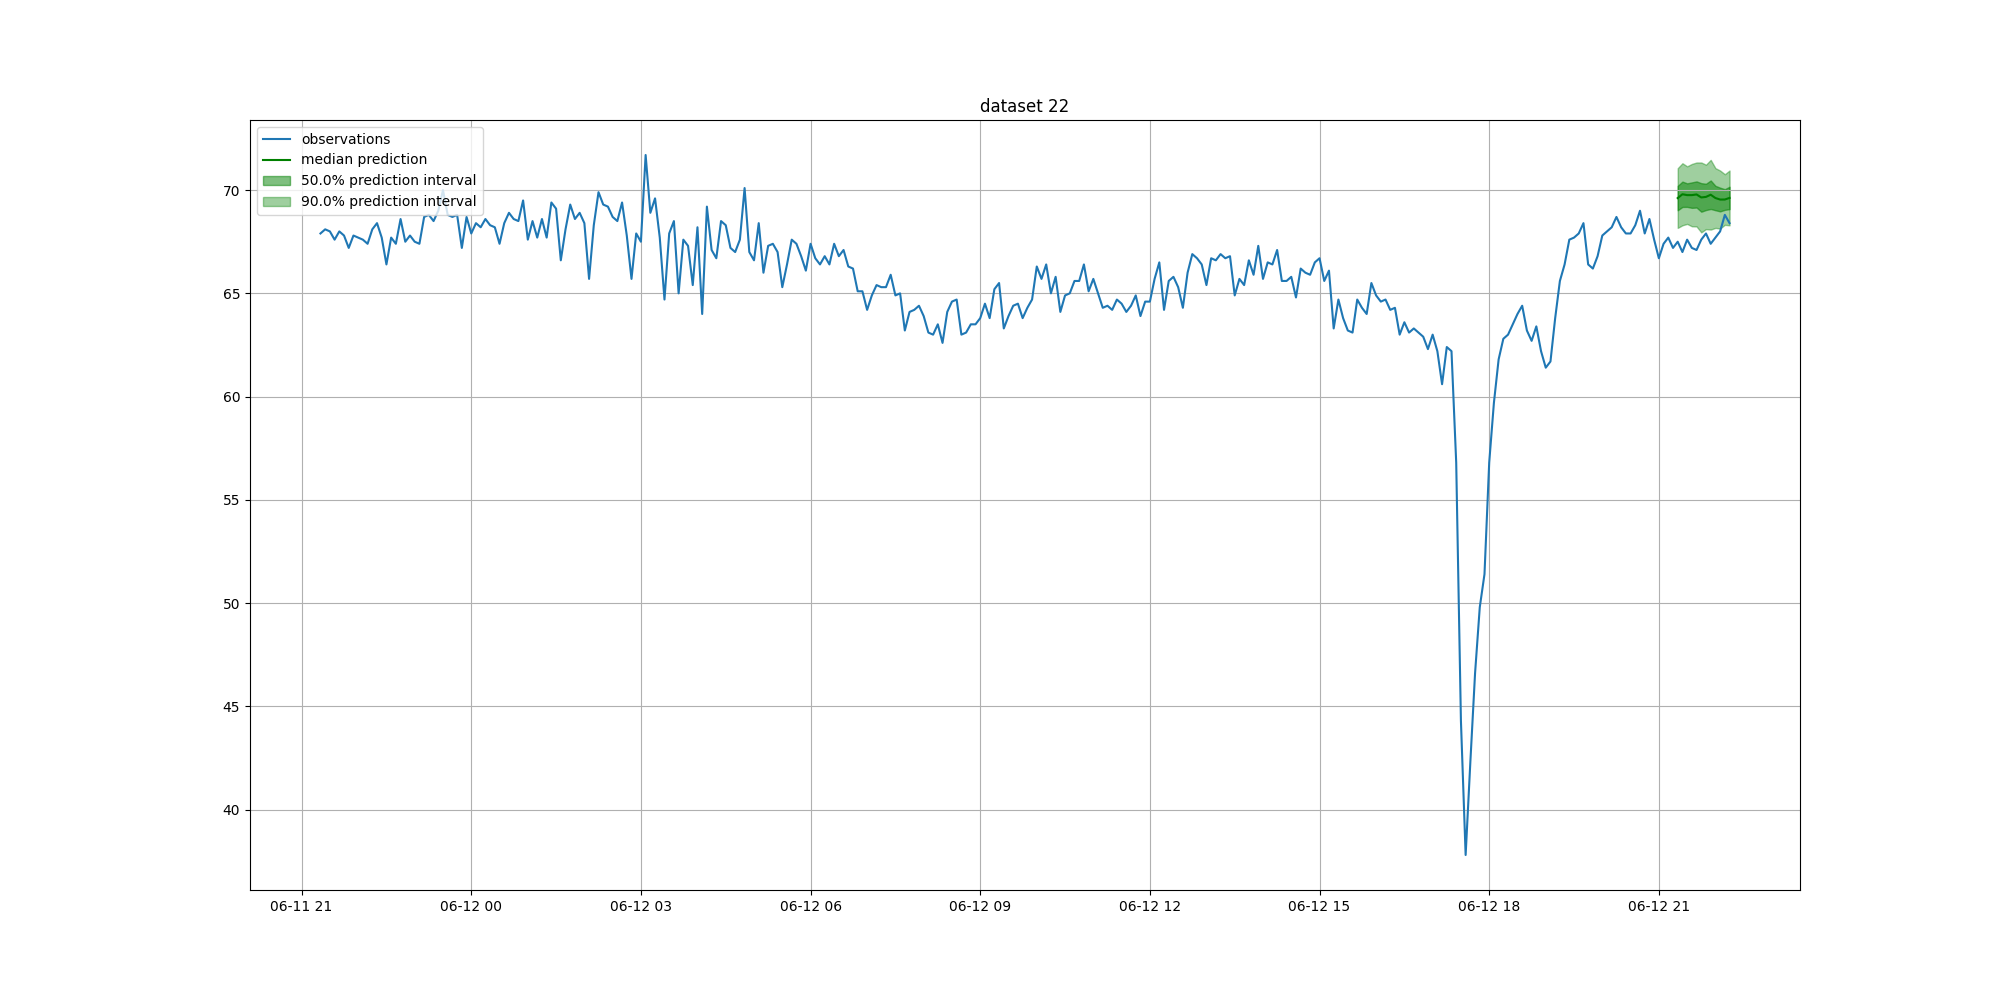 dataset 22
observations
median prediction
50.0% prediction interval
90.0% prediction interval
70
65
60
55
50
45
40
06-11 21 06-12 00 06-12 03 06-12 06 06-12 09 06-12 12 06-12 15 06-12 18 06-12 21